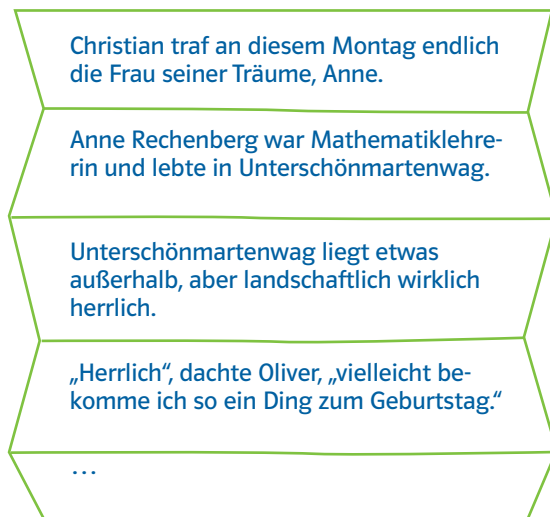 Christian traf an diesem Montag endlich
die Frau seiner Träume, Anne.
Anne Rechenberg war Mathematiklehre-
rin und lebte in Unterschönmartenwag.
Unterschönmartenwag liegt etwas
außerhalb, aber landschaftlich wirklich
herrlich.
„Herrlich“, dachte Oliver, „vielleicht be-
komme ich so ein Ding zum Geburtstag.“
…